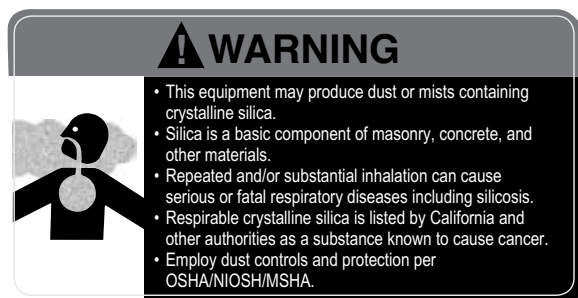 WARNING
• This equipment may produce dust or mists containing
crystalline silica.
• Silica is a basic component of masonry, concrete, and
other materials.
• Repeated and/or substantial inhalation can cause
serious or fatal respiratory diseases including silicosis.
• Respirable crystalline silica is listed by California and
other authorities as a substance known to cause cancer.
• Employ dust controls and protection per
OSHA/NIOSH/MSHA.